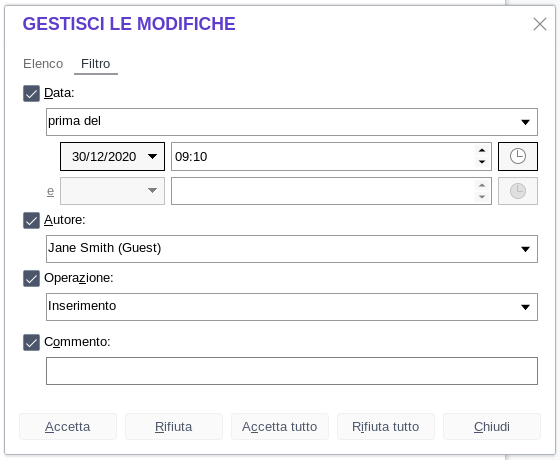 GESTISCI LE MODIFICHE
Elenco Filtro
Data:
prima del
30/12/2020 09:10
e
Autore:
Jane Smith (Guest)
Operazione:
Inserimento
Commento:
Accetta Rifiuta Accetta tutto Rifiuta tutto Chiudi